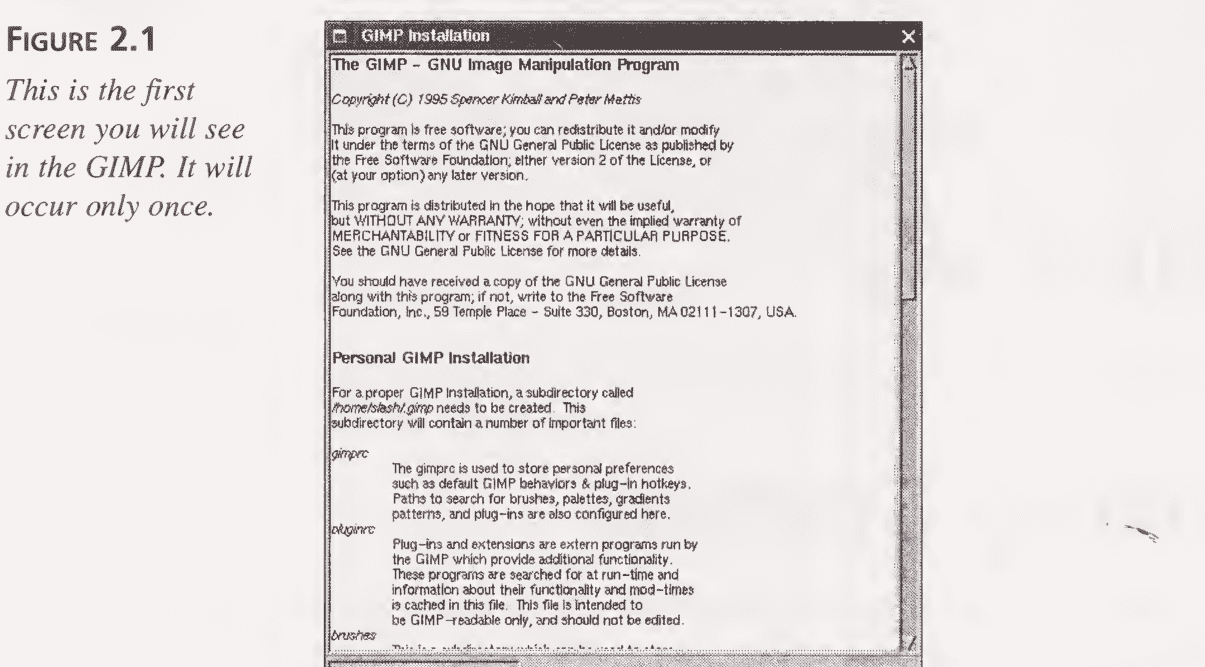 FIGURE 2.1
This is the first
screen you will see
in the GIMP. It will
occur only once.
GIMP Installation
The GIMP – GNU Image Manipulation Program
Copyright (C) 1995 Spencer Kimball and Peter Mattis
This program is free software; you can redistribute it and/or modify
it under the terms of the GNU General Public License as published by
the Free Software Foundation; either version 2 of the License, or
(at your option) any later version.
This program is distributed in the hope that it will be useful,
but WITHOUT ANY WARRANTY; without even the implied warranty of
MERCHANTABILITY or FITNESS FOR A PARTICULAR PURPOSE.
See the GNU General Public License for more details.
You should have received a copy of the GNU General Public License
along with this program; if not, write to the Free Software
Foundation, Inc., 59 Temple Place – Suite 330, Boston, MA 02111-1307, USA.
Personal GIMP Installation
For a proper GIMP installation, a subdirectory called
/home/slash/.gimp needs to be created. This
subdirectory will contain a number of important files:
gimprc
The gimprc is used to store personal preferences
such as default GIMP behaviors & plug-in hotkeys.
Paths to search for brushes, palettes, gradients
patterns, and plug-ins are also configured here.
pluginrc
Plug-ins and extensions are extern programs run by
the GIMP which provide additional functionality.
These programs are searched for at run-time and
information about their functionality and mod-times
is cached in this file. This file is intended to
be GIMP-readable only, and should not be edited.
brushes
This is a subdirectory which can be used to store